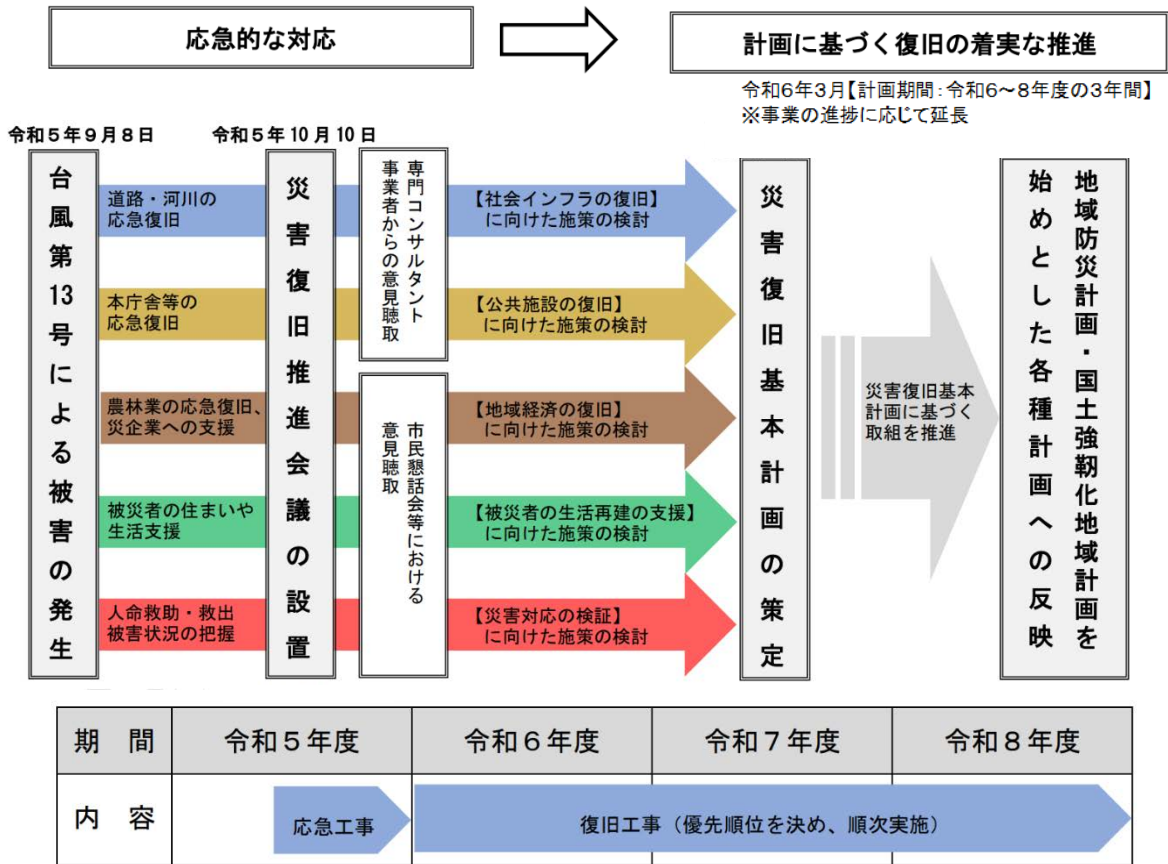 応急的な対応
計画に基づく復旧の着実な推進
令和6年3月【計画期間：令和6～8年度の3年間】
※事業の進捗に応じて延長
令和５年９月８日
令和５年１０月１０日
台風第13号による被害の発生
道路・河川の
応急復旧
本庁舎等の
応急復旧
農林業の応急復旧、
災企業への支援
被災者の住まいや
生活支援
人命救助・救出
被害状況の把握
災害復旧推進会議の設置
専門コンサルタント
事業者からの意見聴取
市民懇話会等における
意見聴取
【社会インフラの復旧】
に向けた施策の検討
【公共施設の復旧】
に向けた施策の検討
【地域経済の復旧】
に向けた施策の検討
【被災者の生活再建の支援】
に向けた施策の検討
【災害対応の検証】
に向けた施策の検討
災害復旧基本計画の策定
災害復旧基本
計画に基づく
取組を推進
地域防災計画・国土強靭化地域計画を
始めとした各種計画への反映
期　間
令和５年度
令和６年度
令和７年度
令和８年度
内　容
応急工事
復旧工事（優先順位を決め、順次実施）